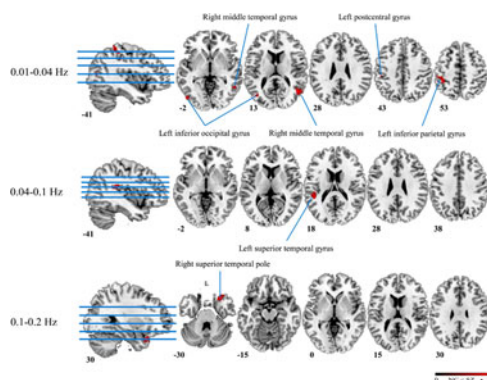 Right middle temporal gyrus
Left postcentral gyrus
0.01-0.04 Hz
-41
-2
13
28
43
53
Left inferior occipital gyrus
Right middle temporal gyrus
Left inferior parietal gyrus
0.04-0.1 Hz
-41
-2
8
18
28
38
Left superior temporal gyrus
Right superior temporal pole
L
0.1-0.2 Hz
30
-30
-15
0
15
30